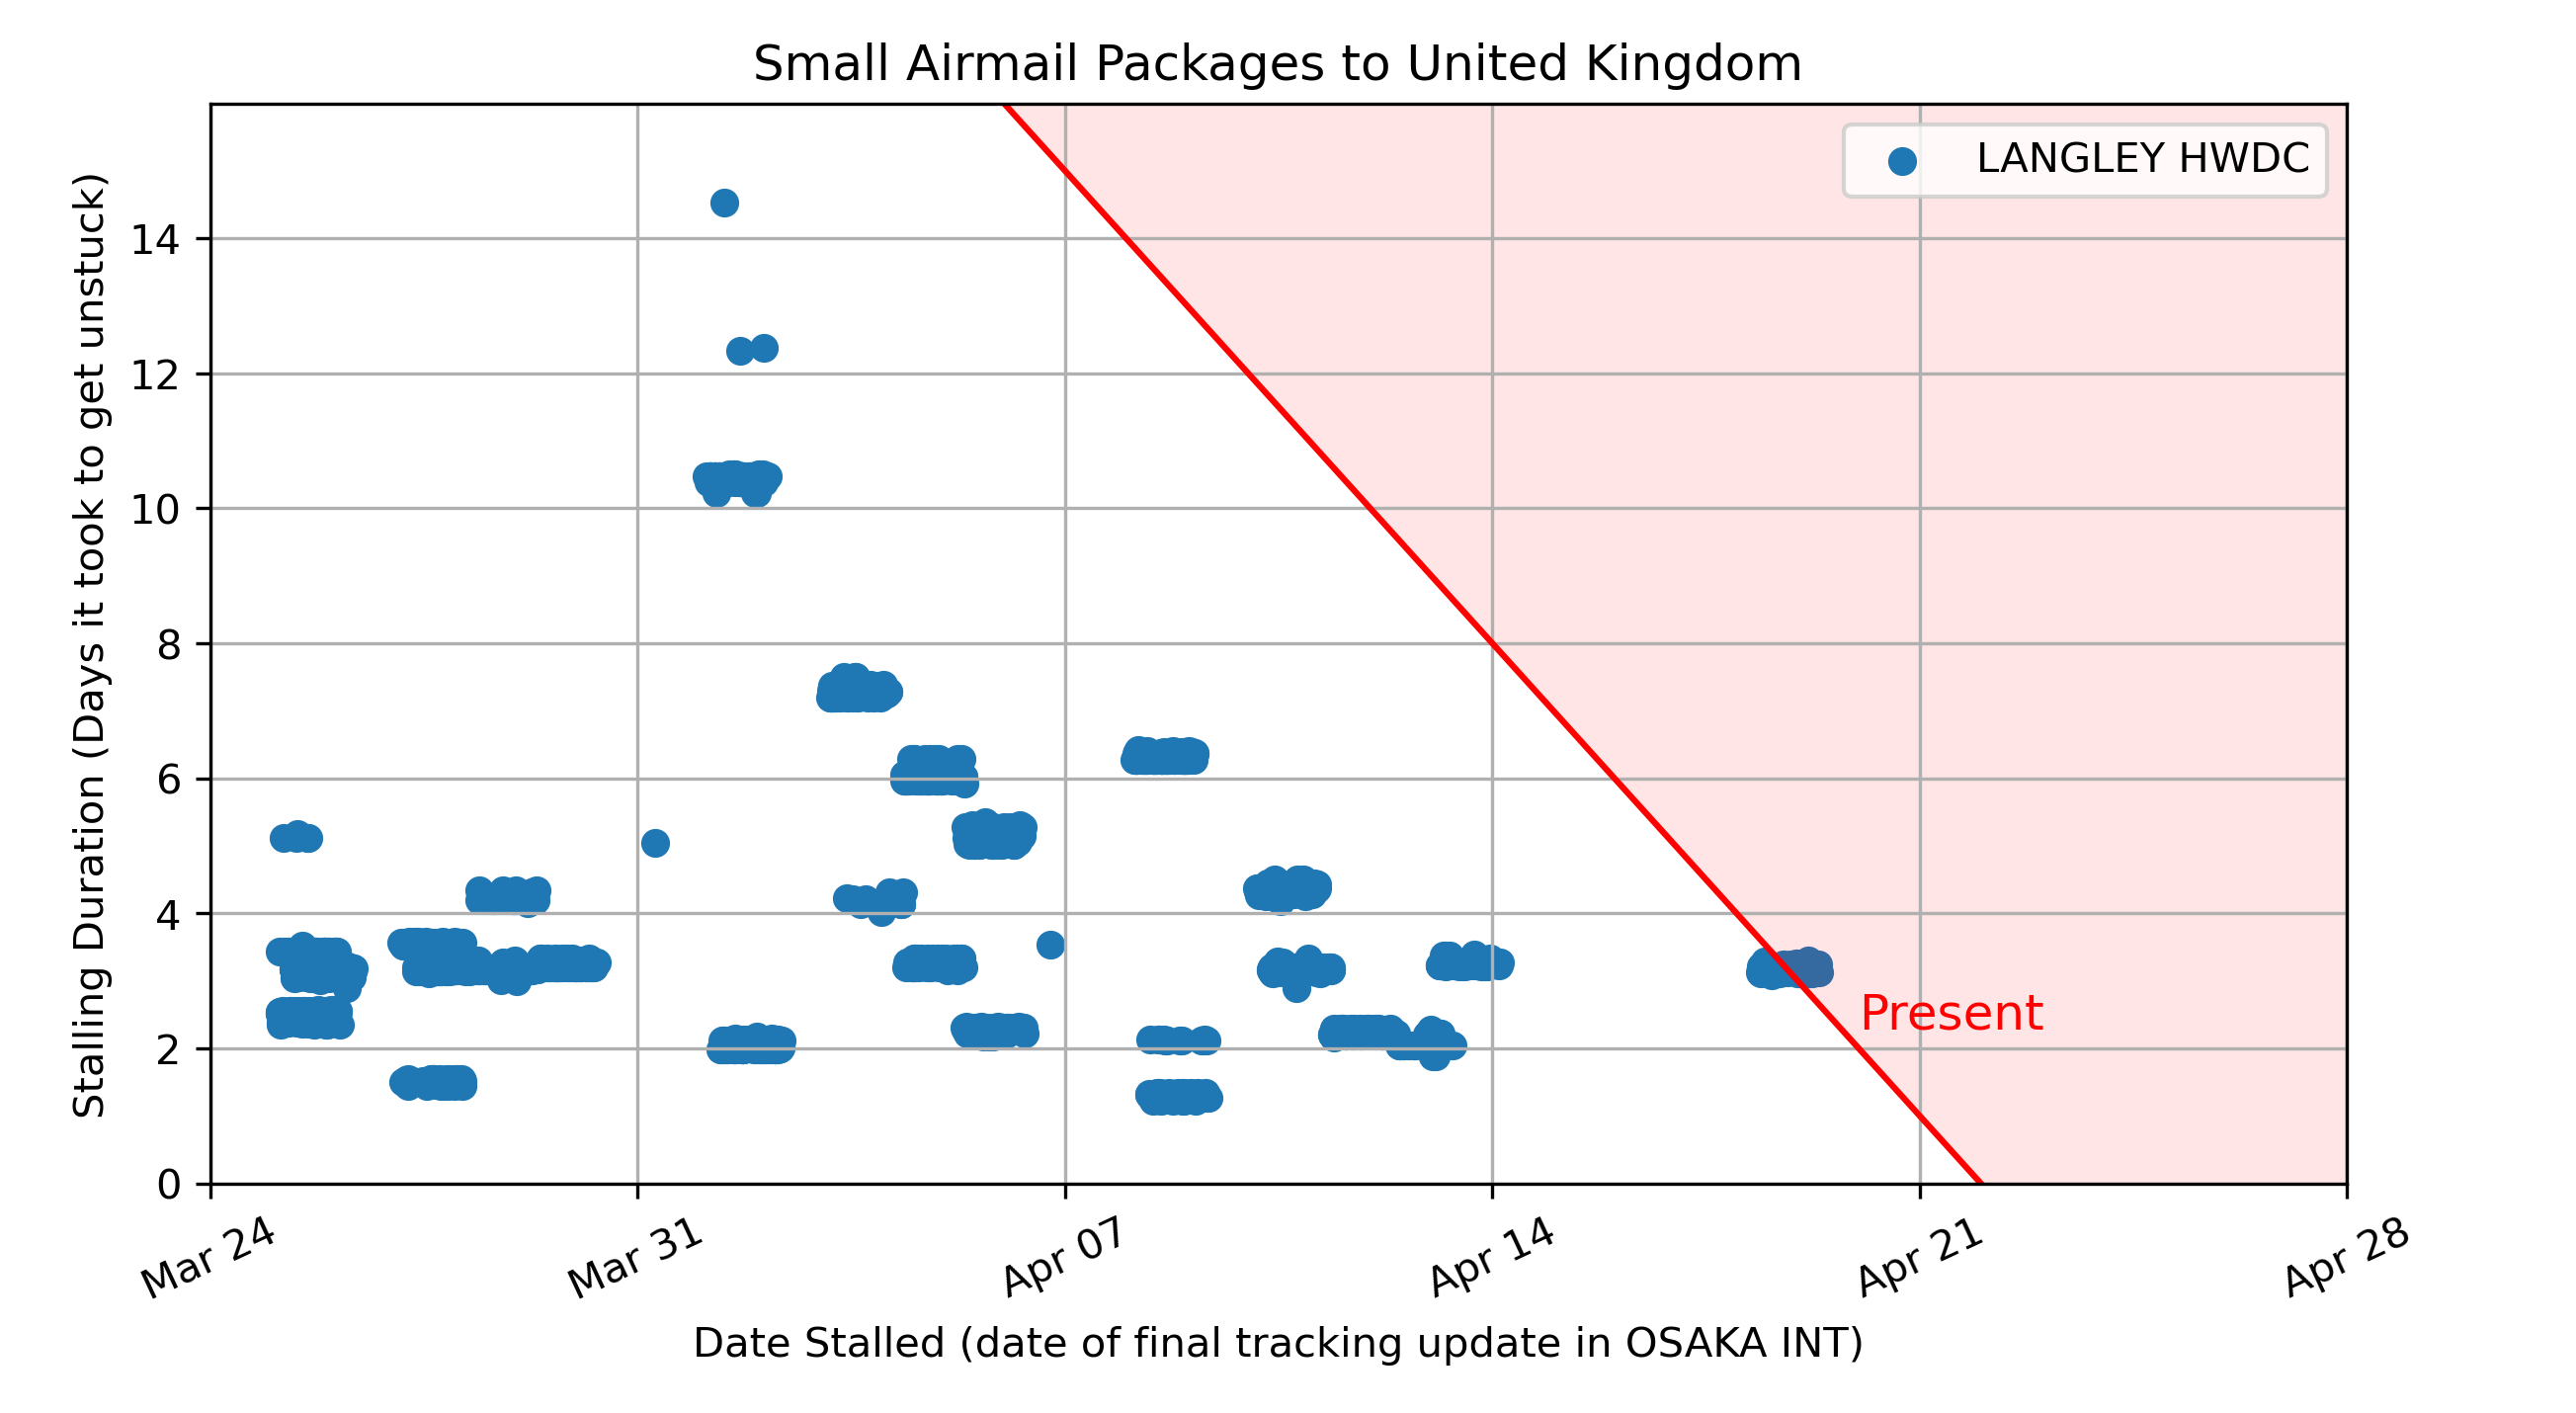 Small Airmail Packages to United Kingdom
LANGLEY HWDC
Stalling Duration (Days it took to get unstuck)
14
12
10
8
6
4
2
0
Present
Mar 24
Mar 31
Apr 07
Apr 14
Apr 21
Apr 28
Date Stalled (date of final tracking update in OSAKA INT)